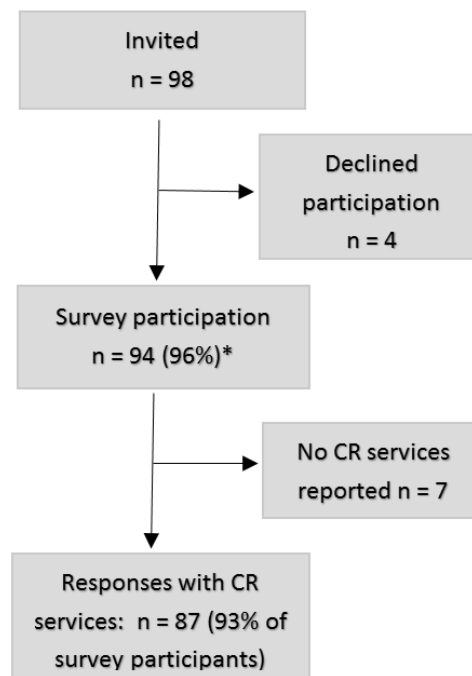 Invited
n = 98
Declined
participation
n = 4
Survey participation
n = 94 (96%)*
No CR services
reported n = 7
Responses with CR
services:  n = 87 (93% of
survey participants)